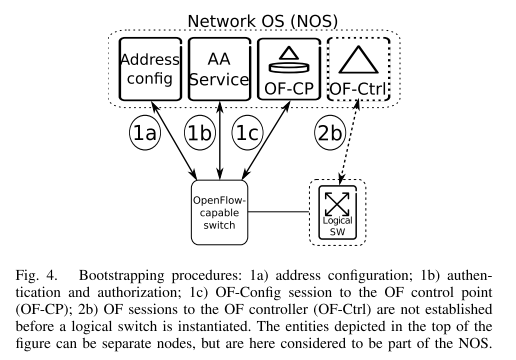 Network OS (NOS)
Address
config
AA
Service
OF-CP
OF-Ctrl
1a
1b
1c
2b
OpenFlow-
capable
switch
Logical
SW
Fig. 4. Bootstrapping procedures: 1a) address configuration; 1b) authen-
tication and authorization; 1c) OF-Config session to the OF control point
(OF-CP); 2b) OF sessions to the OF controller (OF-Ctrl) are not established
before a logical switch is instantiated. The entities depicted in the top of the
figure can be separate nodes, but are here considered to be part of the NOS.